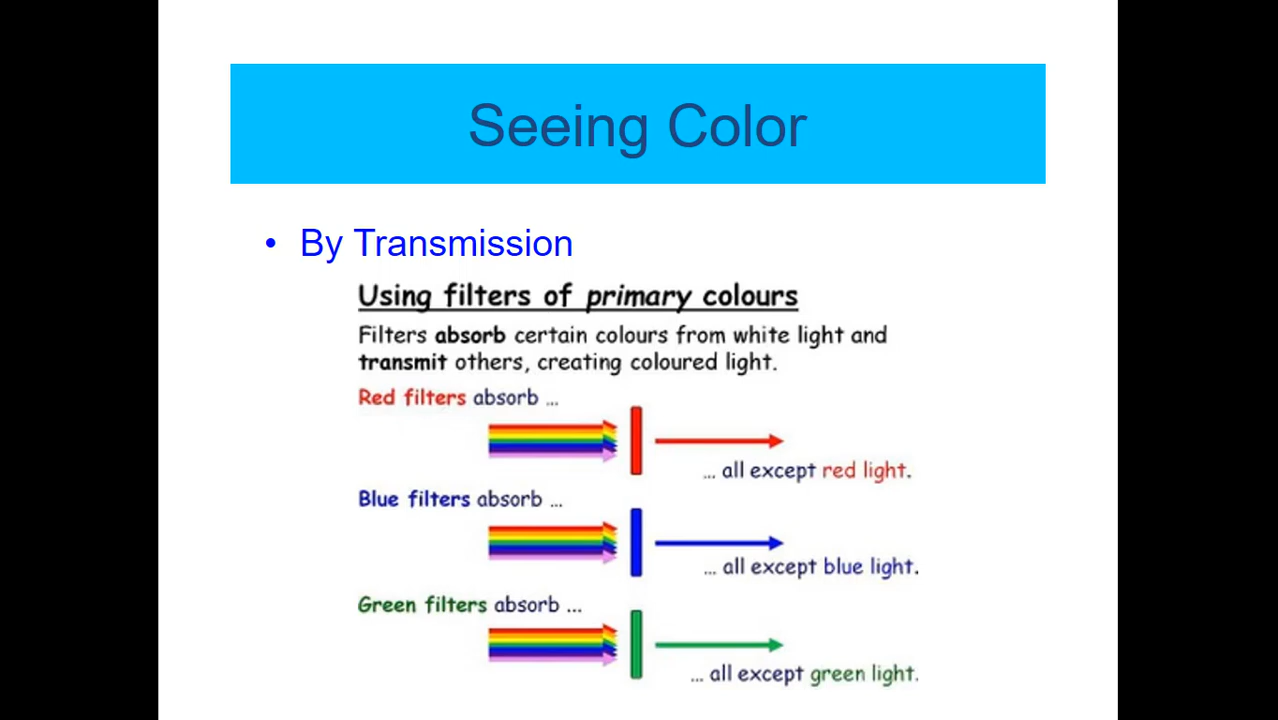 Seeing Color
• By Transmission
Using filters of primary colours
Filters absorb certain colours from white light and
transmit others, creating coloured light.
Red filters absorb ...
... all except red light.
Blue filters absorb ...
... all except blue light.
Green filters absorb ...
... all except green light.